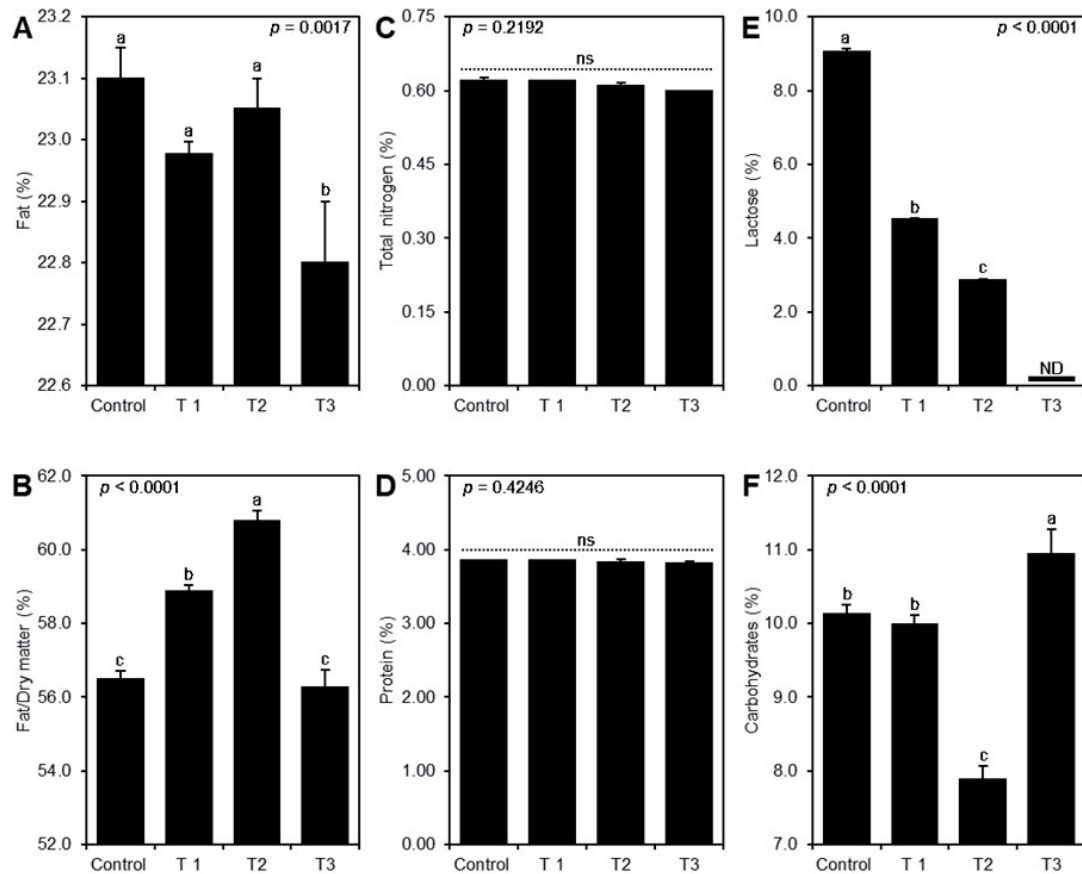 A
p = 0.0017
Fat (%)
23.2
23.1
23.0
22.9
22.8
22.7
22.6
a
a
a
b
Control
T 1
T2
T3
C
p = 0.2192
Total nitrogen (%)
0.75
0.60
0.45
0.30
0.15
0.00
ns
Control
T 1
T2
T3
E
p < 0.0001
Lactose (%)
10.0
8.0
6.0
4.0
2.0
0.0
a
b
c
ND
Control
T 1
T2
T3
B
p < 0.0001
Fat/Dry matter (%)
62.0
60.0
58.0
56.0
54.0
52.0
c
b
a
c
Control
T 1
T2
T3
D
p = 0.4246
Protein (%)
5.00
4.00
3.00
2.00
1.00
0.00
ns
Control
T 1
T2
T3
F
p < 0.0001
Carbohydrates (%)
12.0
11.0
10.0
9.0
8.0
7.0
b
b
c
a
Control
T 1
T2
T3